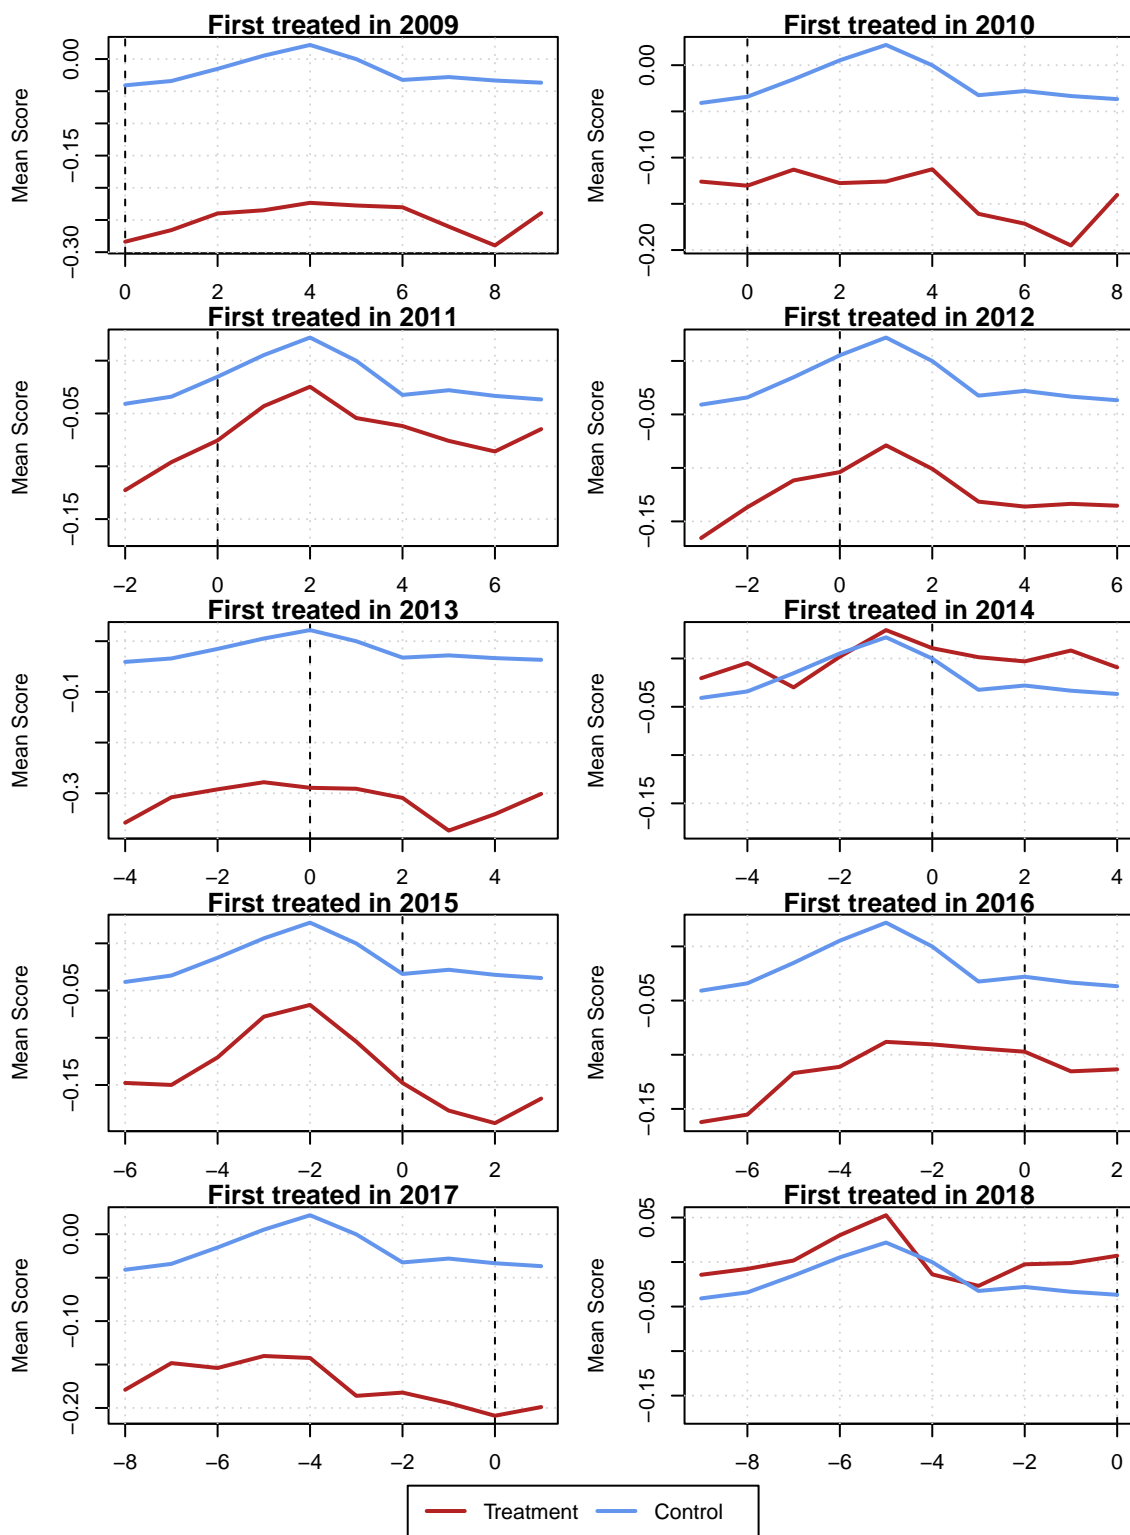 First treated in 2009
Mean Score
0.00
−0.15
−0.30
0 2 4 6 8
First treated in 2010
Mean Score
0.00
−0.10
−0.20
0 2 4 6 8
First treated in 2011
Mean Score
−0.05
−0.15
−2 0 2 4 6
First treated in 2012
Mean Score
−0.05
−0.15
−2 0 2 4 6
First treated in 2013
Mean Score
−0.1
−0.3
−4 −2 0 2 4
First treated in 2014
Mean Score
−0.05
−0.15
−4 −2 0 2 4
First treated in 2015
Mean Score
−0.05
−0.15
−6 −4 −2 0 2
First treated in 2016
Mean Score
−0.05
−0.15
−6 −4 −2 0 2
First treated in 2017
Mean Score
0.00
−0.10
−0.20
−8 −6 −4 −2 0
First treated in 2018
Mean Score
0.05
−0.05
−0.15
−8 −6 −4 −2 0
Treatment Control